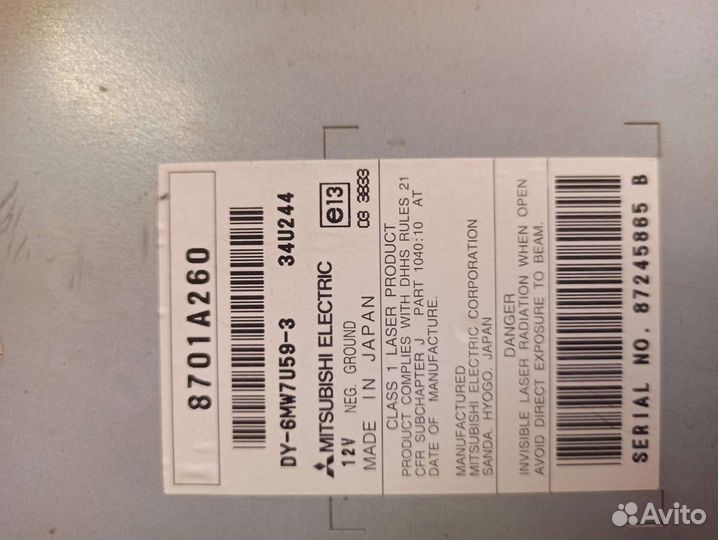 8701A260
DY-6MW7U59-3 34U244
MITSUBISHI ELECTRIC
12V NEG. GROUND
MADE IN JAPAN
e13
03 3833
CLASS 1 LASER PRODUCT
PRODUCT COMPLIES WITH DHHS RULES 21
CFR SUBCHAPTER J PART 1040:10 AT
DATE OF MANUFACTURE.
MANUFACTURED
MITSUBISHI ELECTRIC CORPORATION
SANDA. HYOGO. JAPAN
DANGER
INVISIBLE LASER RADIATION WHEN OPEN
AVOID DIRECT EXPOSURE TO BEAM.
SERIAL NO. 87245865 B
Avito